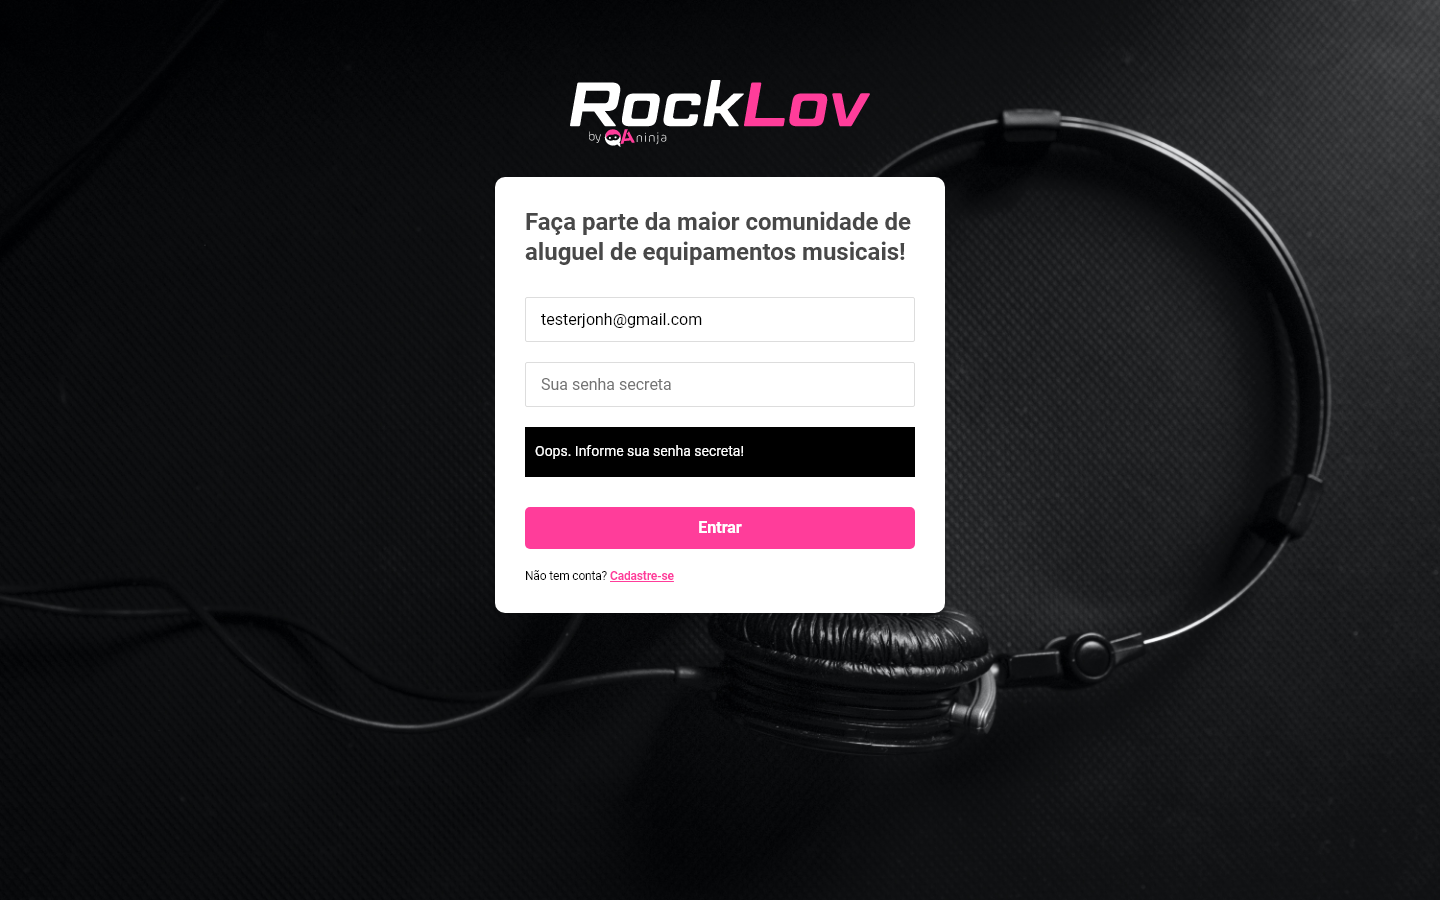 RockLov
by QAninja
Faça parte da maior comunidade de
aluguel de equipamentos musicais!
testerjonh@gmail.com
Sua senha secreta
Oops. Informe sua senha secreta!
Entrar
Não tem conta? Cadastre-se